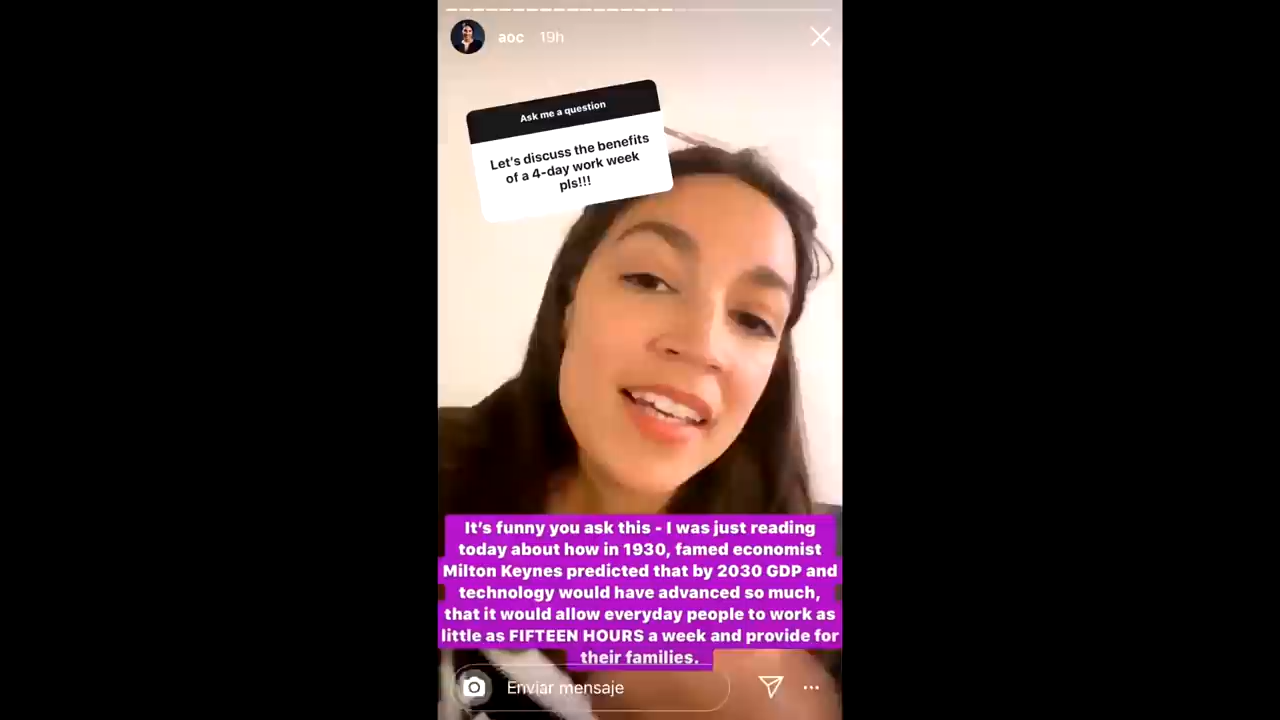 aoc 19h
Ask me a question
Let's discuss the benefits
of a 4-day work week
pls!!!
It's funny you ask this - I was just reading
today about how in 1930, famed economist
Milton Keynes predicted that by 2030 GDP and
technology would have advanced so much,
that it would allow everyday people to work as
little as FIFTEEN HOURS a week and provide for
their families.
Enviar mensaje